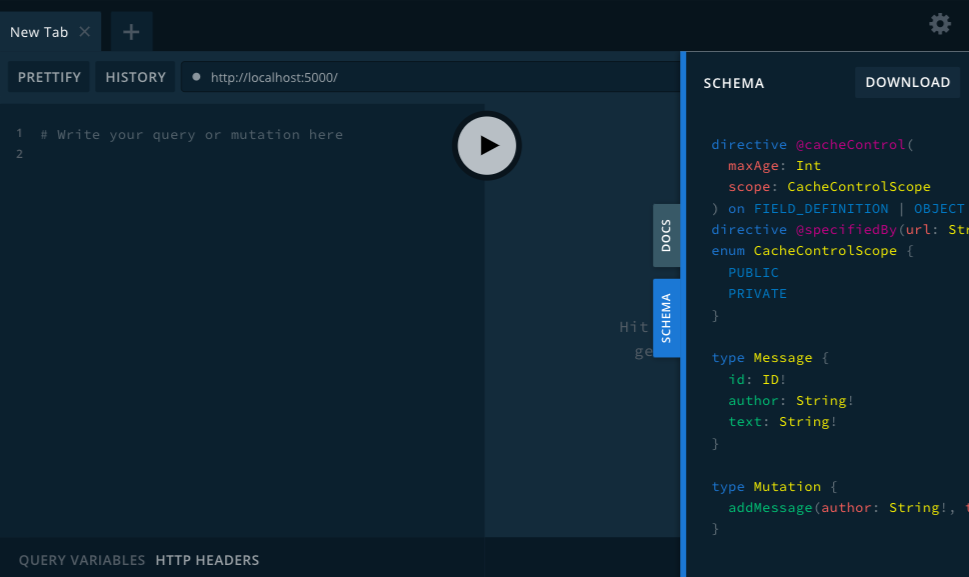 New Tab
PRETTIFY HISTORY http://localhost:5000/
1 # Write your query or mutation here
2
Hit
ge
DOCS
SCHEMA
SCHEMA DOWNLOAD
directive @cacheControl(
maxAge: Int
scope: CacheControlScope
) on FIELD_DEFINITION | OBJECT
directive @specifiedBy(url: Str
enum CacheControlScope {
PUBLIC
PRIVATE
}
type Message {
id: ID!
author: String!
text: String!
}
type Mutation {
addMessage(author: String!, t
}
QUERY VARIABLES HTTP HEADERS